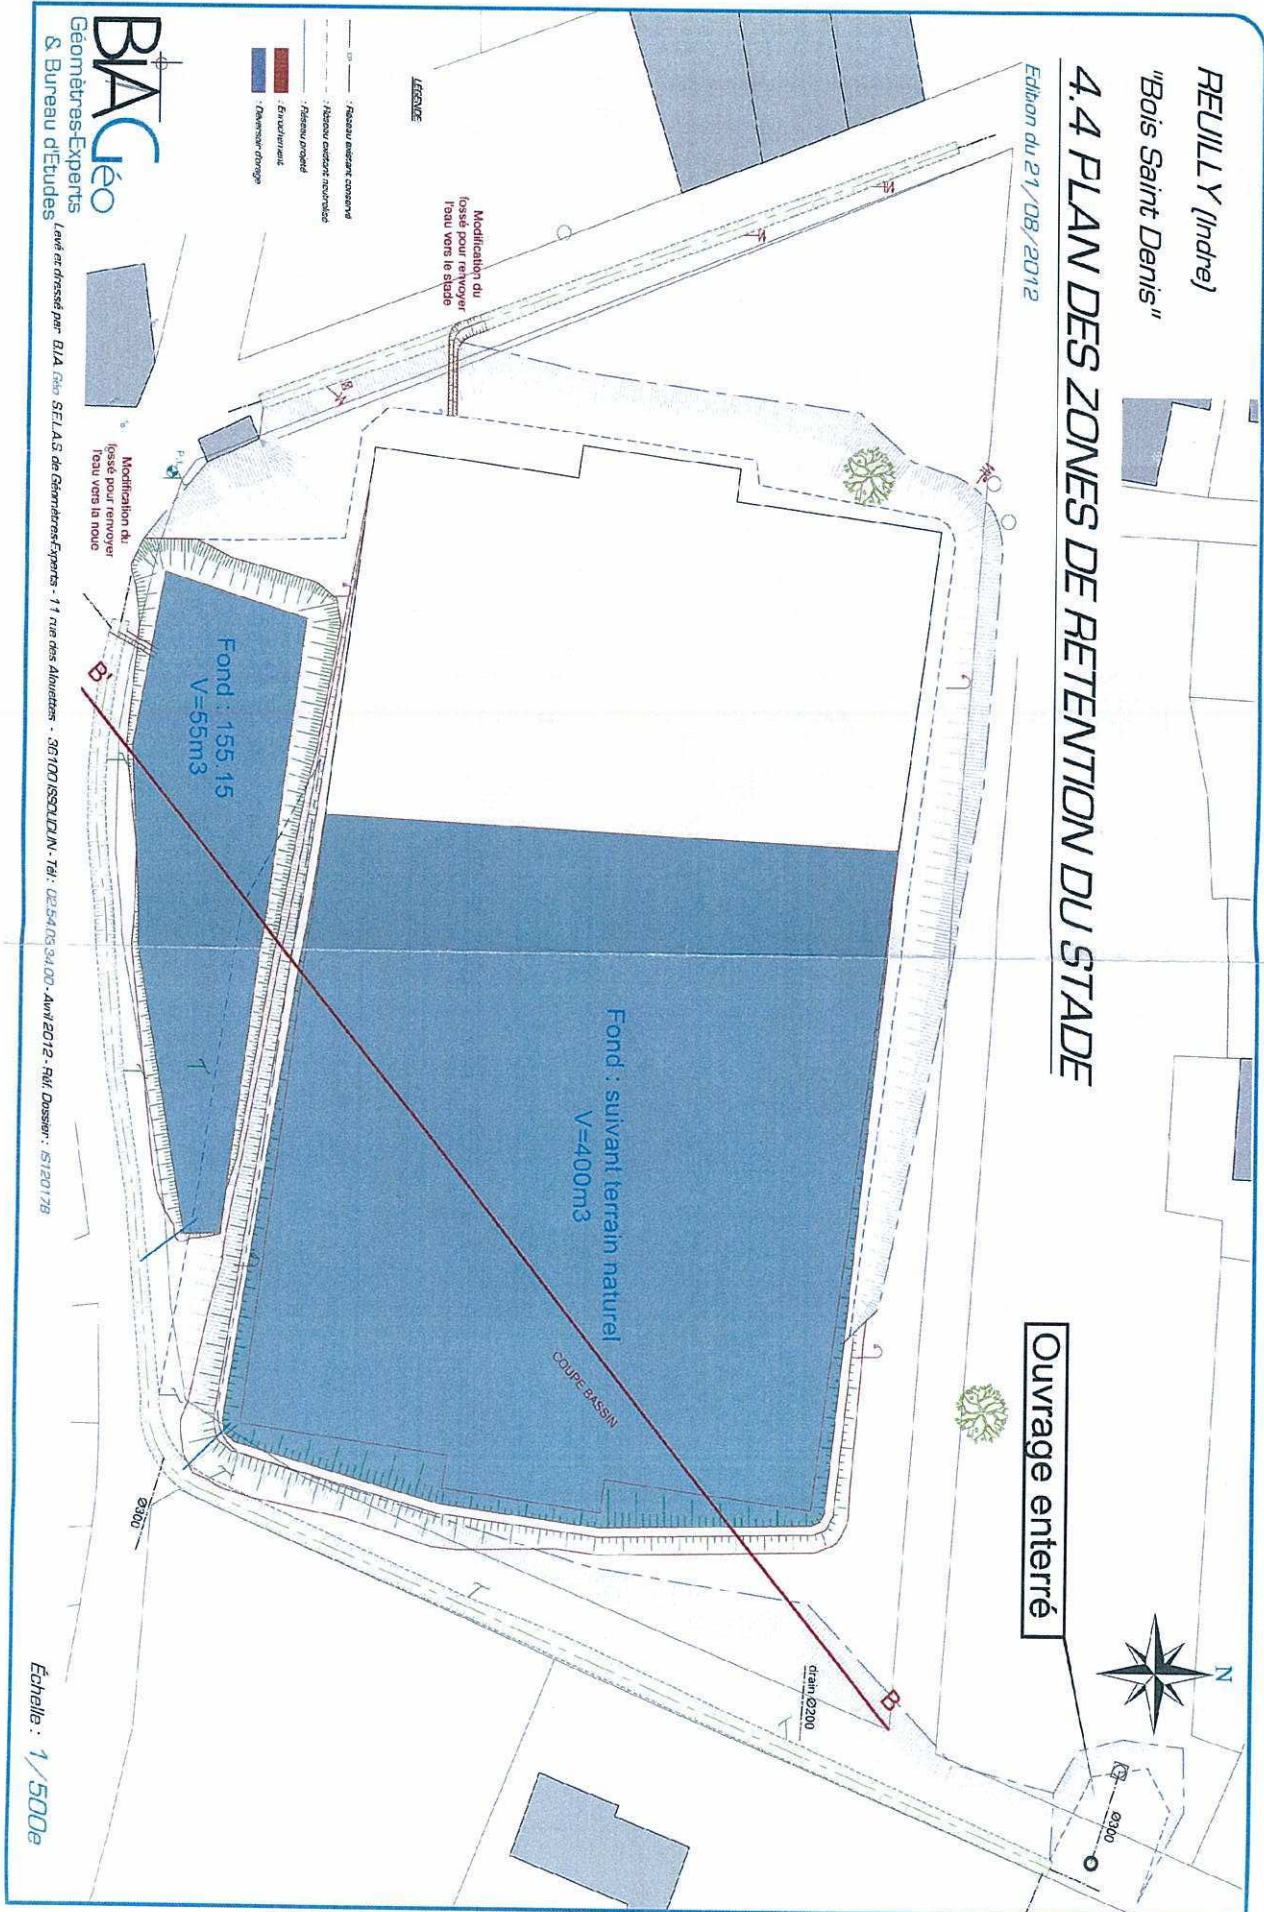 REUILLY (Indre)
"Bois Saint Denis"
4.4 PLAN DES ZONES DE RETENTION DU STADE
Edition du 21/08/2012
Ouvrage enterré
N
Ø300
drain Ø200
B
COUPE BASSIN
Fond : suivant terrain naturel
V=400m3
Fond : 155.15
V=55m3
B'
Ø300
Modification du
fossé pour renvoyer
l'eau vers le stade
Modification du
fossé pour renvoyer
l'eau vers la noue
LÉGENDE
: Réseau existant conservé
: Réseau existant neutralisé
: Réseau projeté
: Enrochement
: Déversoir d'orage
BIA Géo
Géomètres-Experts
& Bureau d'Etudes
Levé et dressé par B.I.A. Géo S.E.L.A.S. de Géomètres-Experts - 11 rue des Alouettes - 36100 ISSOUDUN - Tél : 02.54.03.34.00 - Avril 2012 - Réf. Dossier : IS120178
Échelle : 1/500e